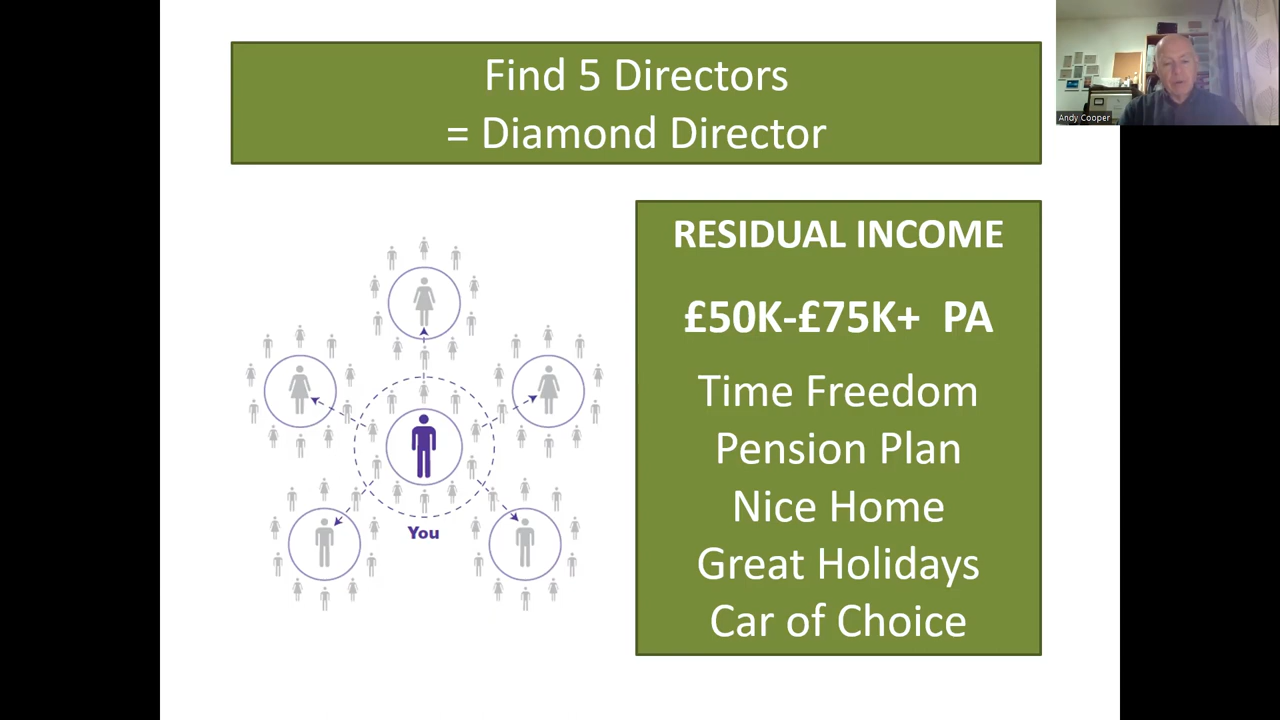 Find 5 Directors
= Diamond Director
Andy Cooper
RESIDUAL INCOME
£50K-£75K+ PA
Time Freedom
Pension Plan
Nice Home
Great Holidays
Car of Choice
You